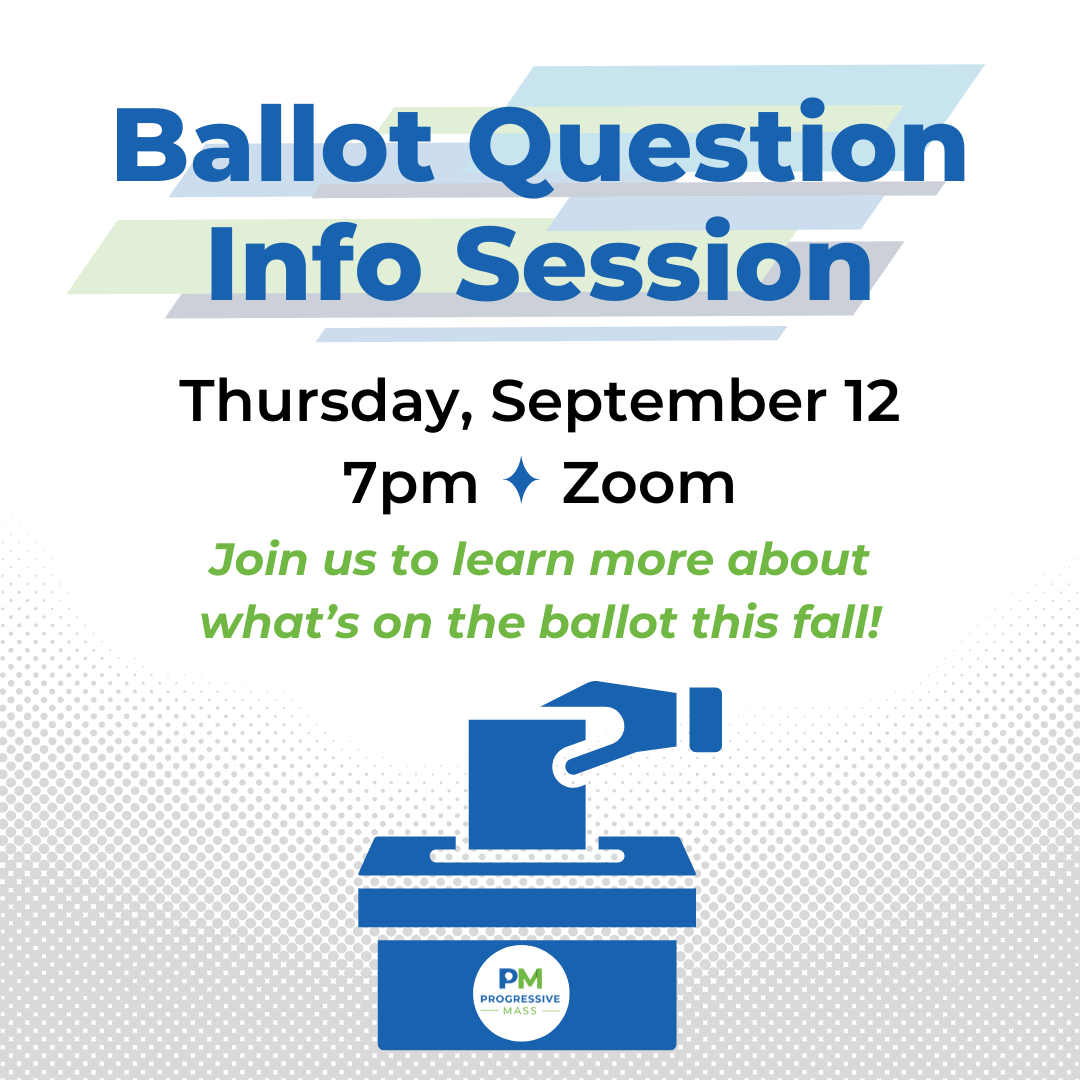 Ballot Question
Info Session
Thursday, September 12
7pm ✦ Zoom
Join us to learn more about
what's on the ballot this fall!
PM
PROGRESSIVE
MASS